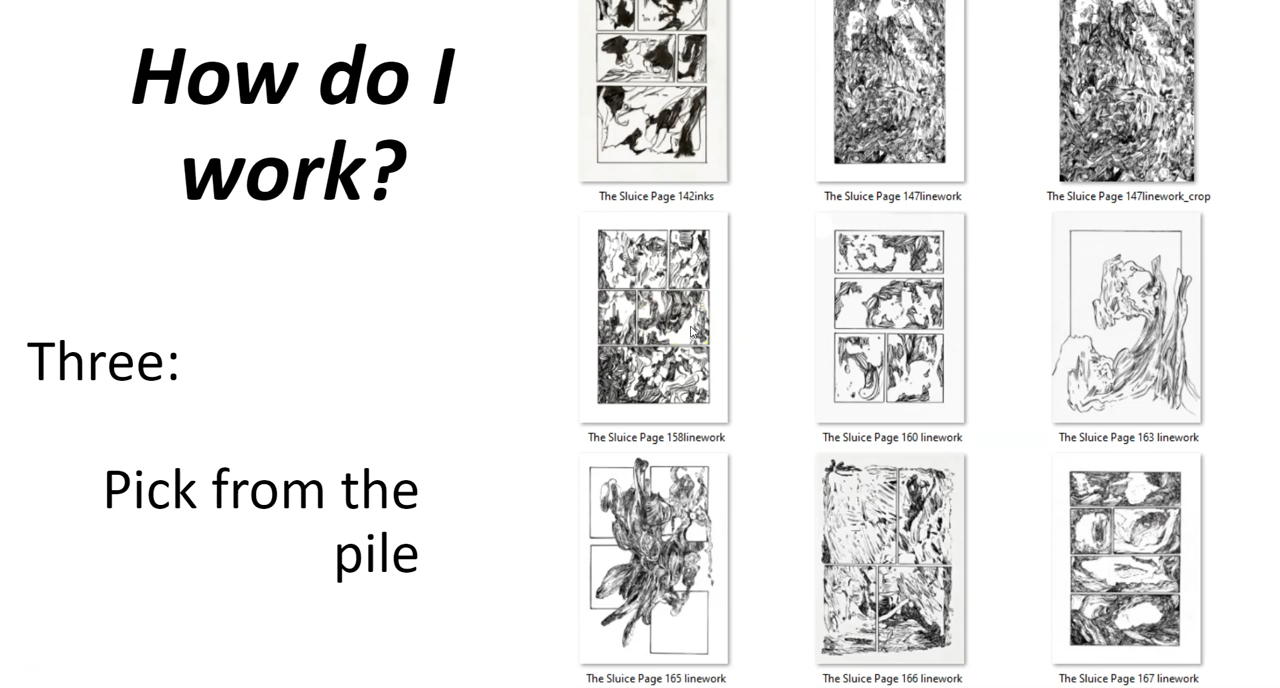 How do I
work?
Three:
Pick from the
pile
The Sluice Page 142inks
The Sluice Page 147linework
The Sluice Page 147linework_crop
The Sluice Page 158linework
The Sluice Page 160 linework
The Sluice Page 163 linework
The Sluice Page 165 linework
The Sluice Page 166 linework
The Sluice Page 167 linework